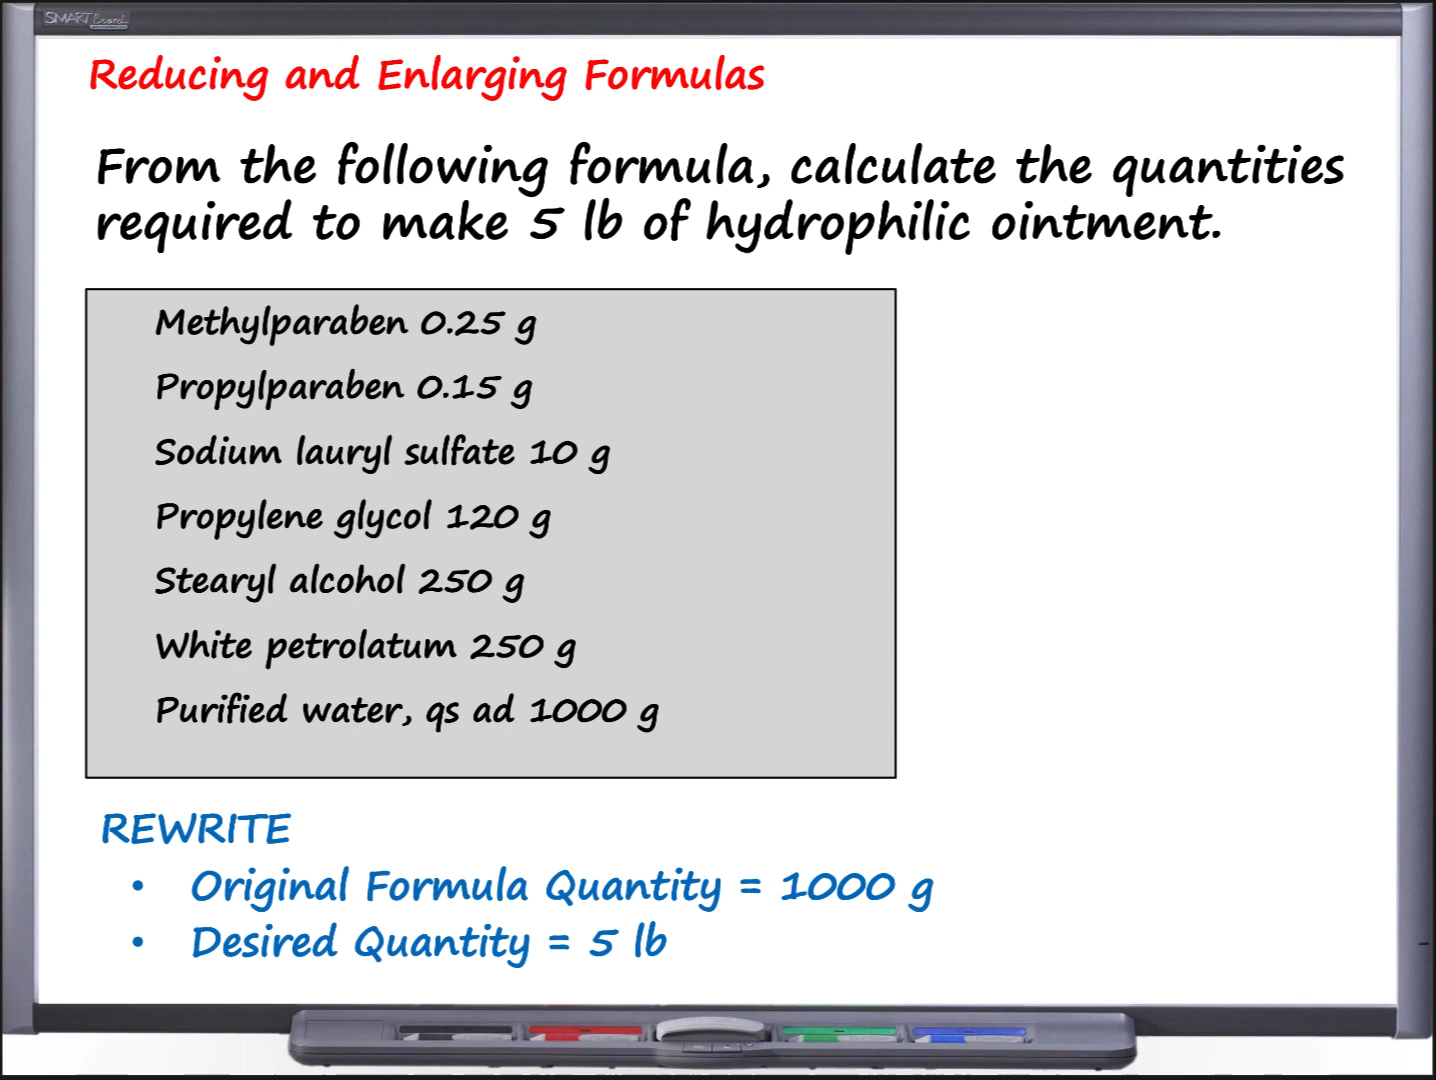 SMART Board
Reducing and Enlarging Formulas
From the following formula, calculate the quantities
required to make 5 lb of hydrophilic ointment.
Methylparaben 0.25 g
Propylparaben 0.15 g
Sodium lauryl sulfate 10 g
Propylene glycol 120 g
Stearyl alcohol 250 g
White petrolatum 250 g
Purified water, qs ad 1000 g
REWRITE
• Original Formula Quantity = 1000 g
• Desired Quantity = 5 lb